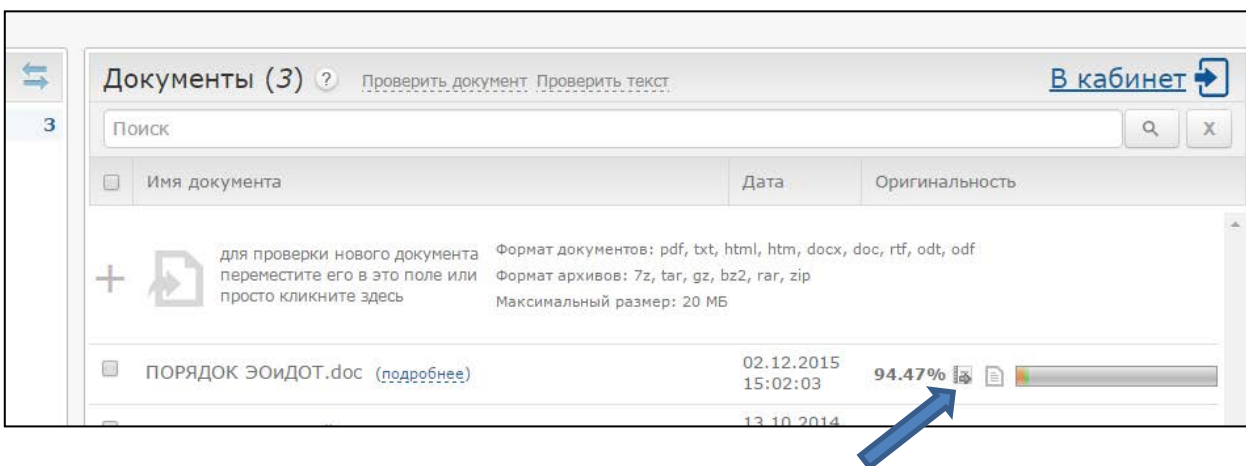 Документы (3) ? Проверить документ Проверить текст В кабинет
3
Поиск X
Имя документа Дата Оригинальность
для проверки нового документа
переместите его в это поле или
просто кликните здесь
Формат документов: pdf, txt, html, htm, docx, doc, rtf, odt, odf
Формат архивов: 7z, tar, gz, bz2, rar, zip
Максимальный размер: 20 МБ
ПОРЯДОК ЭОиДОТ.doc (подробнее) 02.12.2015
15:02:03 94.47%
13.10.2014